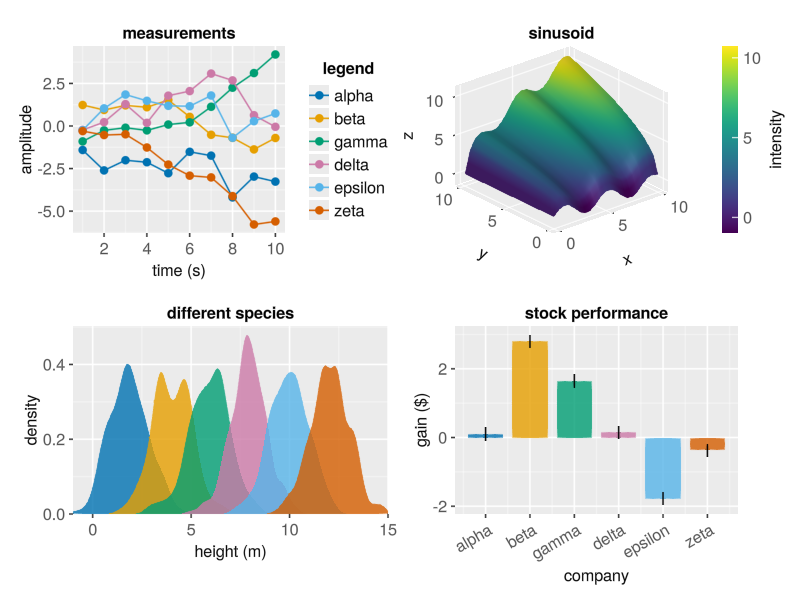 measurements
amplitude
2.5
0.0
-2.5
-5.0
2 4 6 8 10
time (s)
legend
alpha
beta
gamma
delta
epsilon
zeta
sinusoid
z
10
5
0
10
5
0
y
0
5
10
x
10
5
0
intensity
different species
density
0.4
0.2
0.0
0 5 10 15
height (m)
stock performance
gain ($)
2
0
-2
alpha beta gamma delta epsilon zeta
company